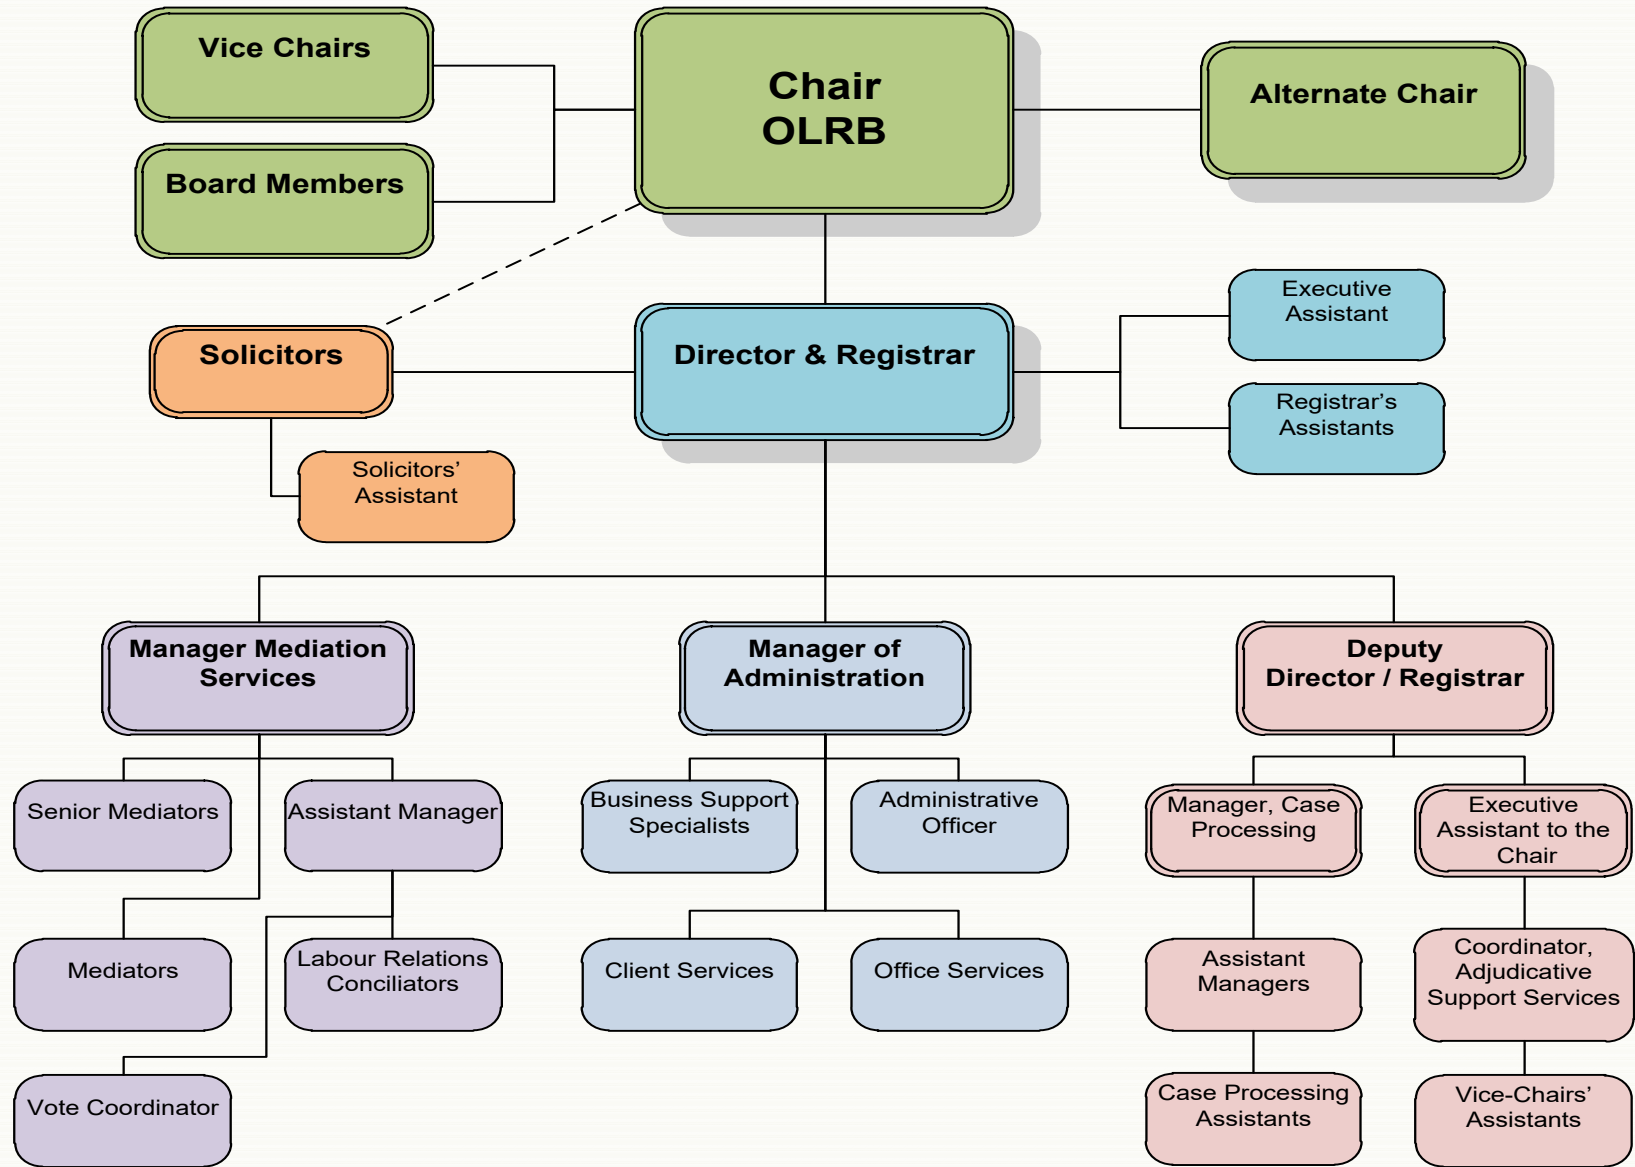 Vice Chairs
Chair
OLRB
Alternate Chair
Board Members
Executive
Assistant
Solicitors
Director & Registrar
Registrar’s
Assistants
Solicitors’
Assistant
Manager Mediation
Services
Manager of
Administration
Deputy
Director / Registrar
Senior Mediators
Assistant Manager
Business Support
Specialists
Administrative
Officer
Manager, Case
Processing
Executive
Assistant to the
Chair
Mediators
Labour Relations
Conciliators
Client Services
Office Services
Assistant
Managers
Coordinator,
Adjudicative
Support Services
Vote Coordinator
Case Processing
Assistants
Vice-Chairs’
Assistants